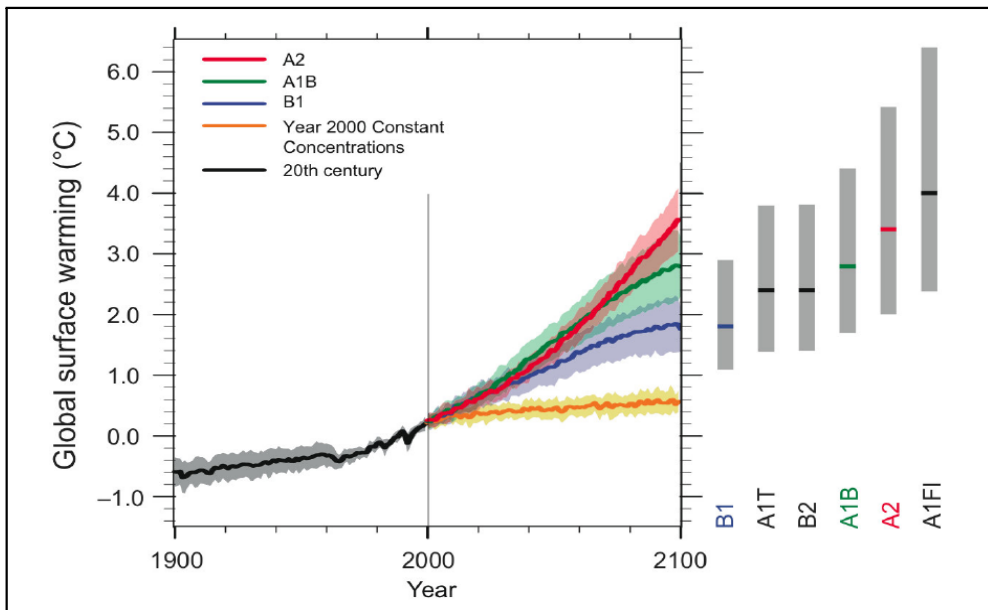 Global surface warming (°C)
6.0
5.0
4.0
3.0
2.0
1.0
0.0
–1.0
A2
A1B
B1
Year 2000 Constant
Concentrations
20th century
1900
2000
2100
Year
B1
A1T
B2
A1B
A2
A1FI